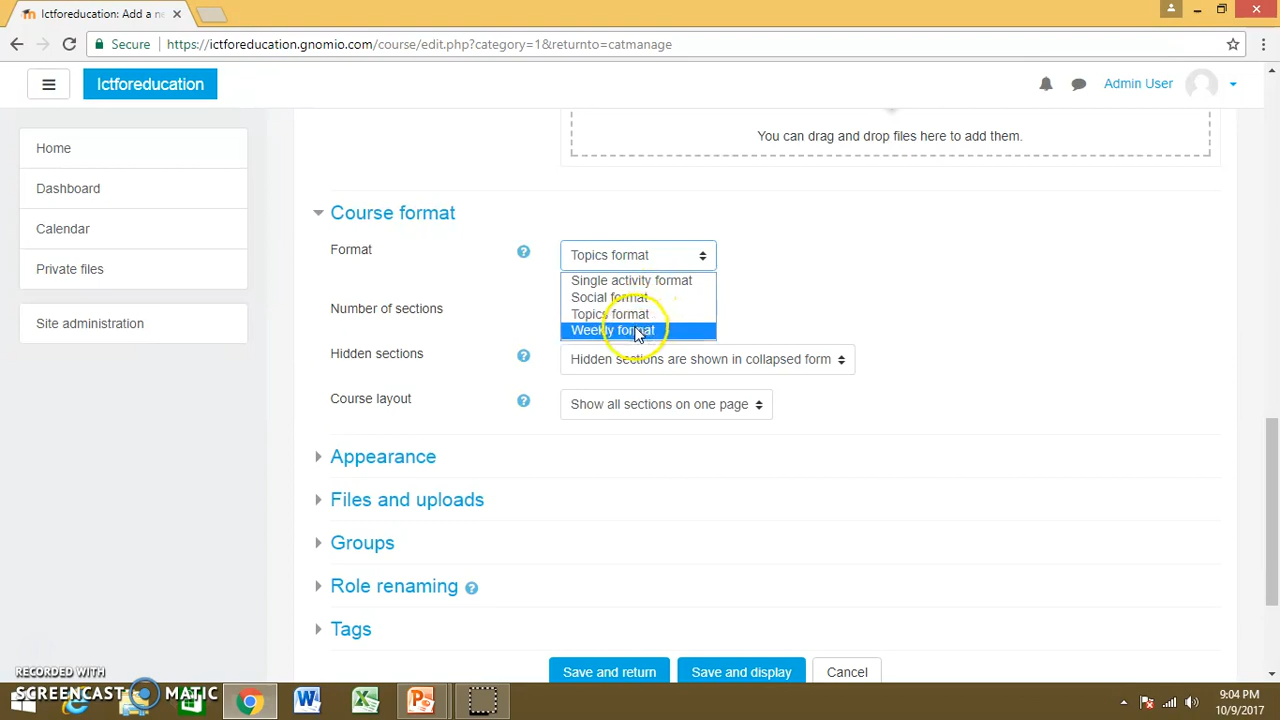 Ictforeducation: Add a ne
Secure
https://ictforeducation.gnomio.com/course/edit.php?category=1&returnto=catmanage
Ictforeducation
Admin User
You can drag and drop files here to add them.
Home
Dashboard
Calendar
Private files
Site administration
Course format
Format
Topics format
Single activity format
Social format
Topics format
Weekly format
Number of sections
Hidden sections
Hidden sections are shown in collapsed form
Course layout
Show all sections on one page
Appearance
Files and uploads
Groups
Role renaming
Tags
Save and return
Save and display
Cancel
RECORDED WITH
SCREENCAST MATIC
9:04 PM
10/9/2017